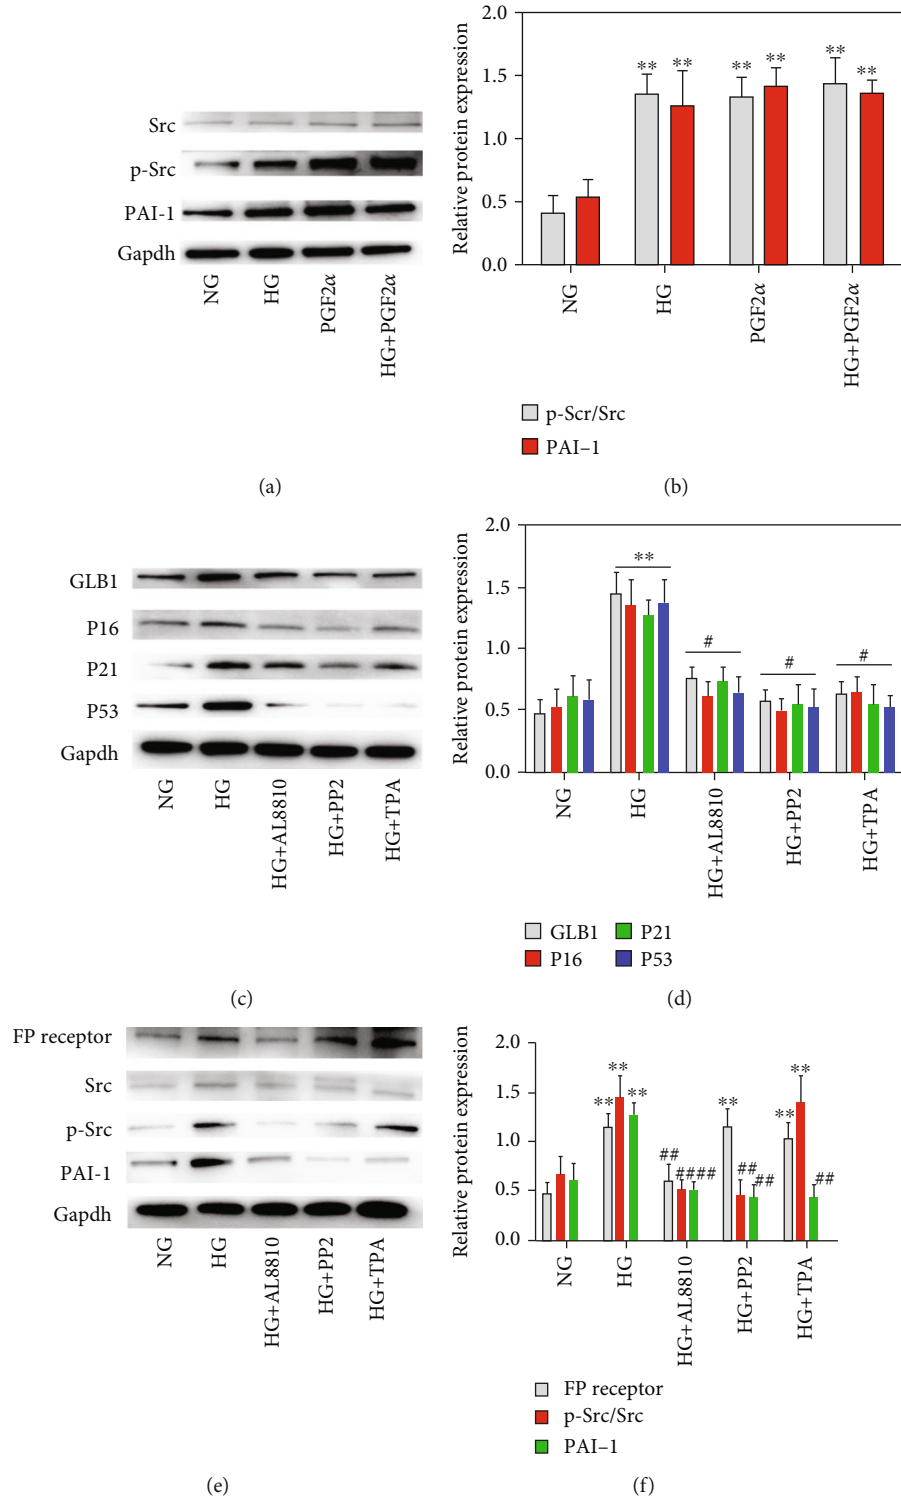 Src
p-Src
PAI-1
Gapdh
NG
HG
PGF2α
HG+PGF2α
(a)
Relative protein expression
2.0
1.5
1.0
0.5
0.0
** ** ** ** ** **
NG
HG
PGF2α
HG+PGF2α
p-Scr/Src
PAI–1
(b)
GLB1
P16
P21
P53
Gapdh
NG
HG
HG+AL8810
HG+PP2
HG+TPA
(c)
Relative protein expression
2.0
1.5
1.0
0.5
0.0
**
# # #
NG
HG
HG+AL8810
HG+PP2
HG+TPA
GLB1 P21
P16 P53
(d)
FP receptor
Src
p-Src
PAI-1
Gapdh
NG
HG
HG+AL8810
HG+PP2
HG+TPA
(e)
Relative protein expression
2.0
1.5
1.0
0.5
0.0
** ** ** ## ## ## ** ## ## ** ** ##
NG
HG
HG+AL8810
HG+PP2
HG+TPA
FP receptor
p-Src/Src
PAI–1
(f)